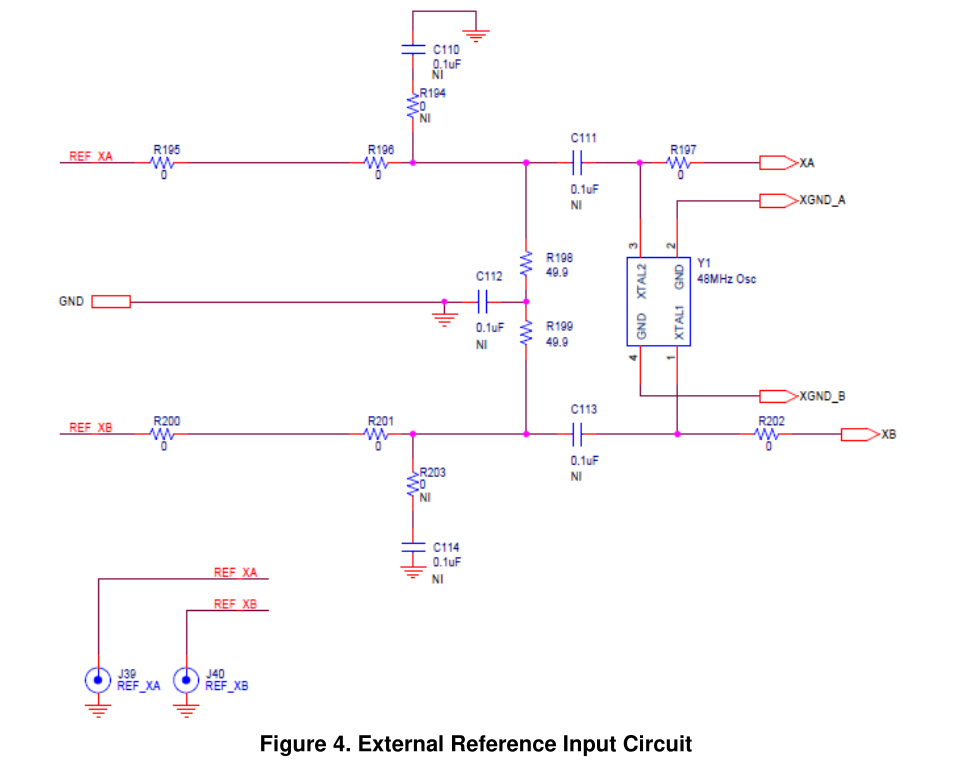 C110
0.1uF
NI
R194
0
NI
REF_XA
R195
0
R196
0
C111
0.1uF
NI
R197
0
XA
XGND_A
3
2
XTAL2
GND
GND
XTAL1
4
1
Y1
48MHz Osc
R198
49.9
GND
C112
0.1uF
NI
R199
49.9
XGND_B
REF_XB
R200
0
R201
0
C113
0.1uF
NI
R202
0
XB
R203
0
NI
C114
0.1uF
NI
REF_XA
REF_XB
J39
REF_XA
J40
REF_XB
Figure 4. External Reference Input Circuit